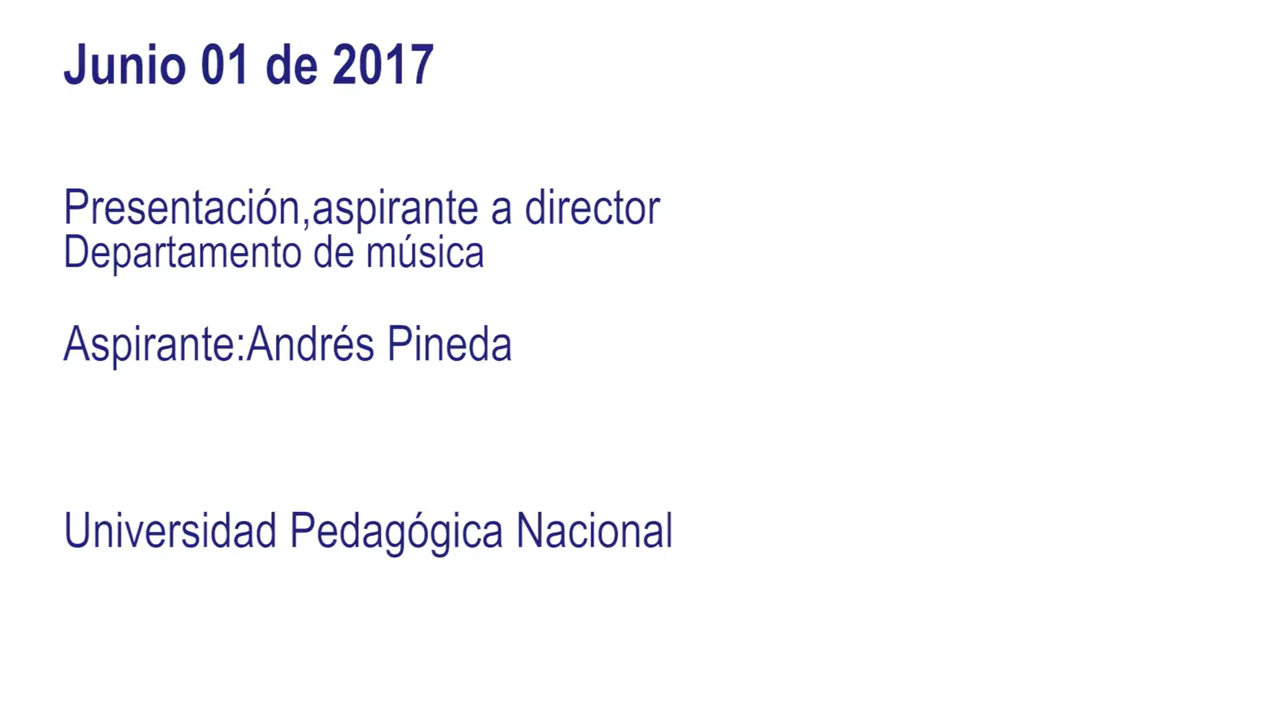 Junio 01 de 2017
Presentación,aspirante a director
Departamento de música
Aspirante:Andrés Pineda
Universidad Pedagógica Nacional